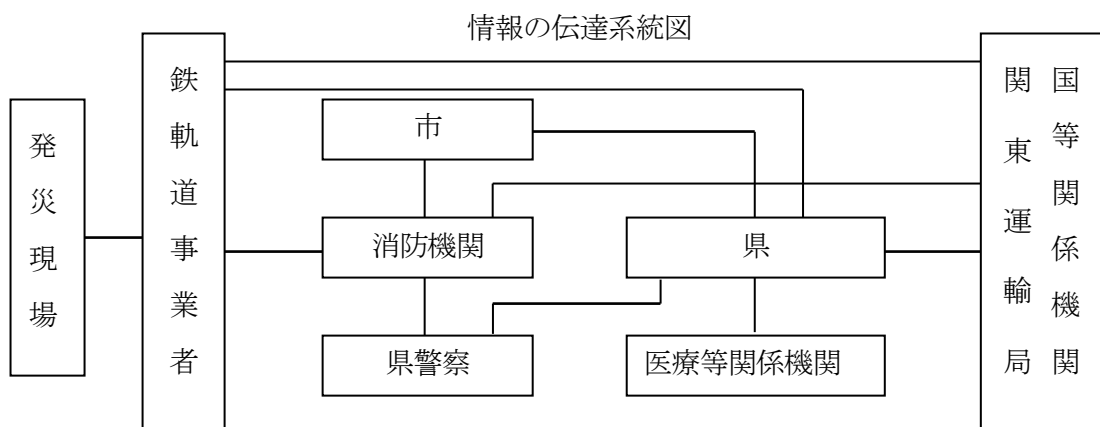 情報の伝達系統図
発災現場
鉄軌道事業者
市
消防機関
県
県警察
医療等関係機関
国等関係機関
関東運輸局